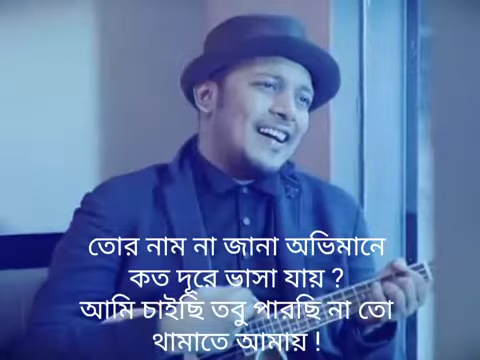 তোর নাম না জানা অভিমানে
কত দূরে ভাসা যায় ?
আমি চাইছি তবু পারছি না তো
থামাতে আমায় !